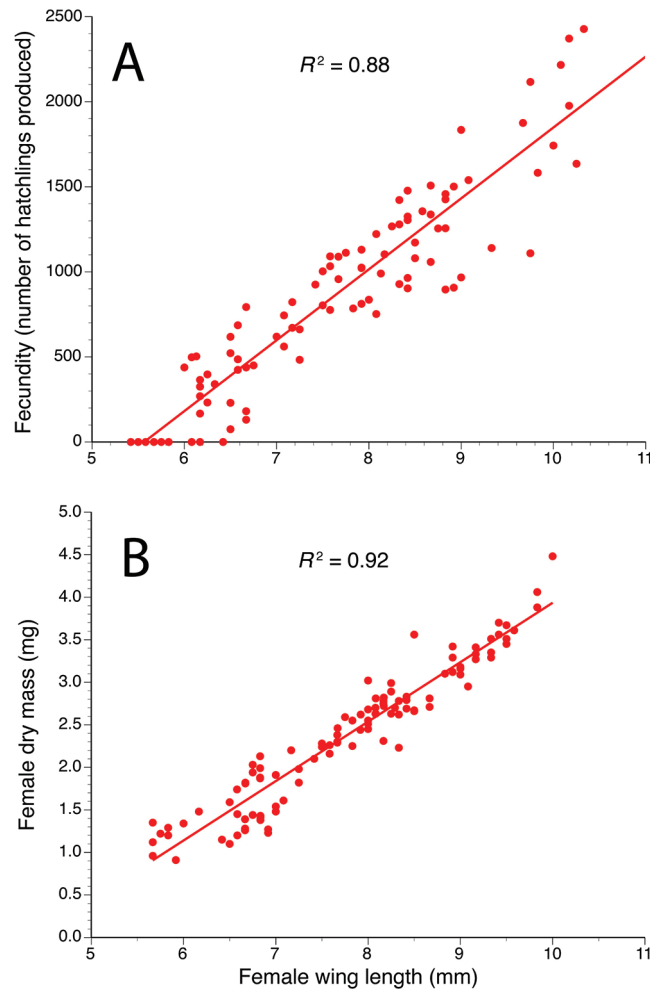 A
R² = 0.88
Fecundity (number of hatchlings produced)
2500
2000
1500
1000
500
0
5 6 7 8 9 10 11
B
R² = 0.92
Female dry mass (mg)
5.0
4.5
4.0
3.5
3.0
2.5
2.0
1.5
1.0
0.5
0.0
5 6 7 8 9 10 11
Female wing length (mm)